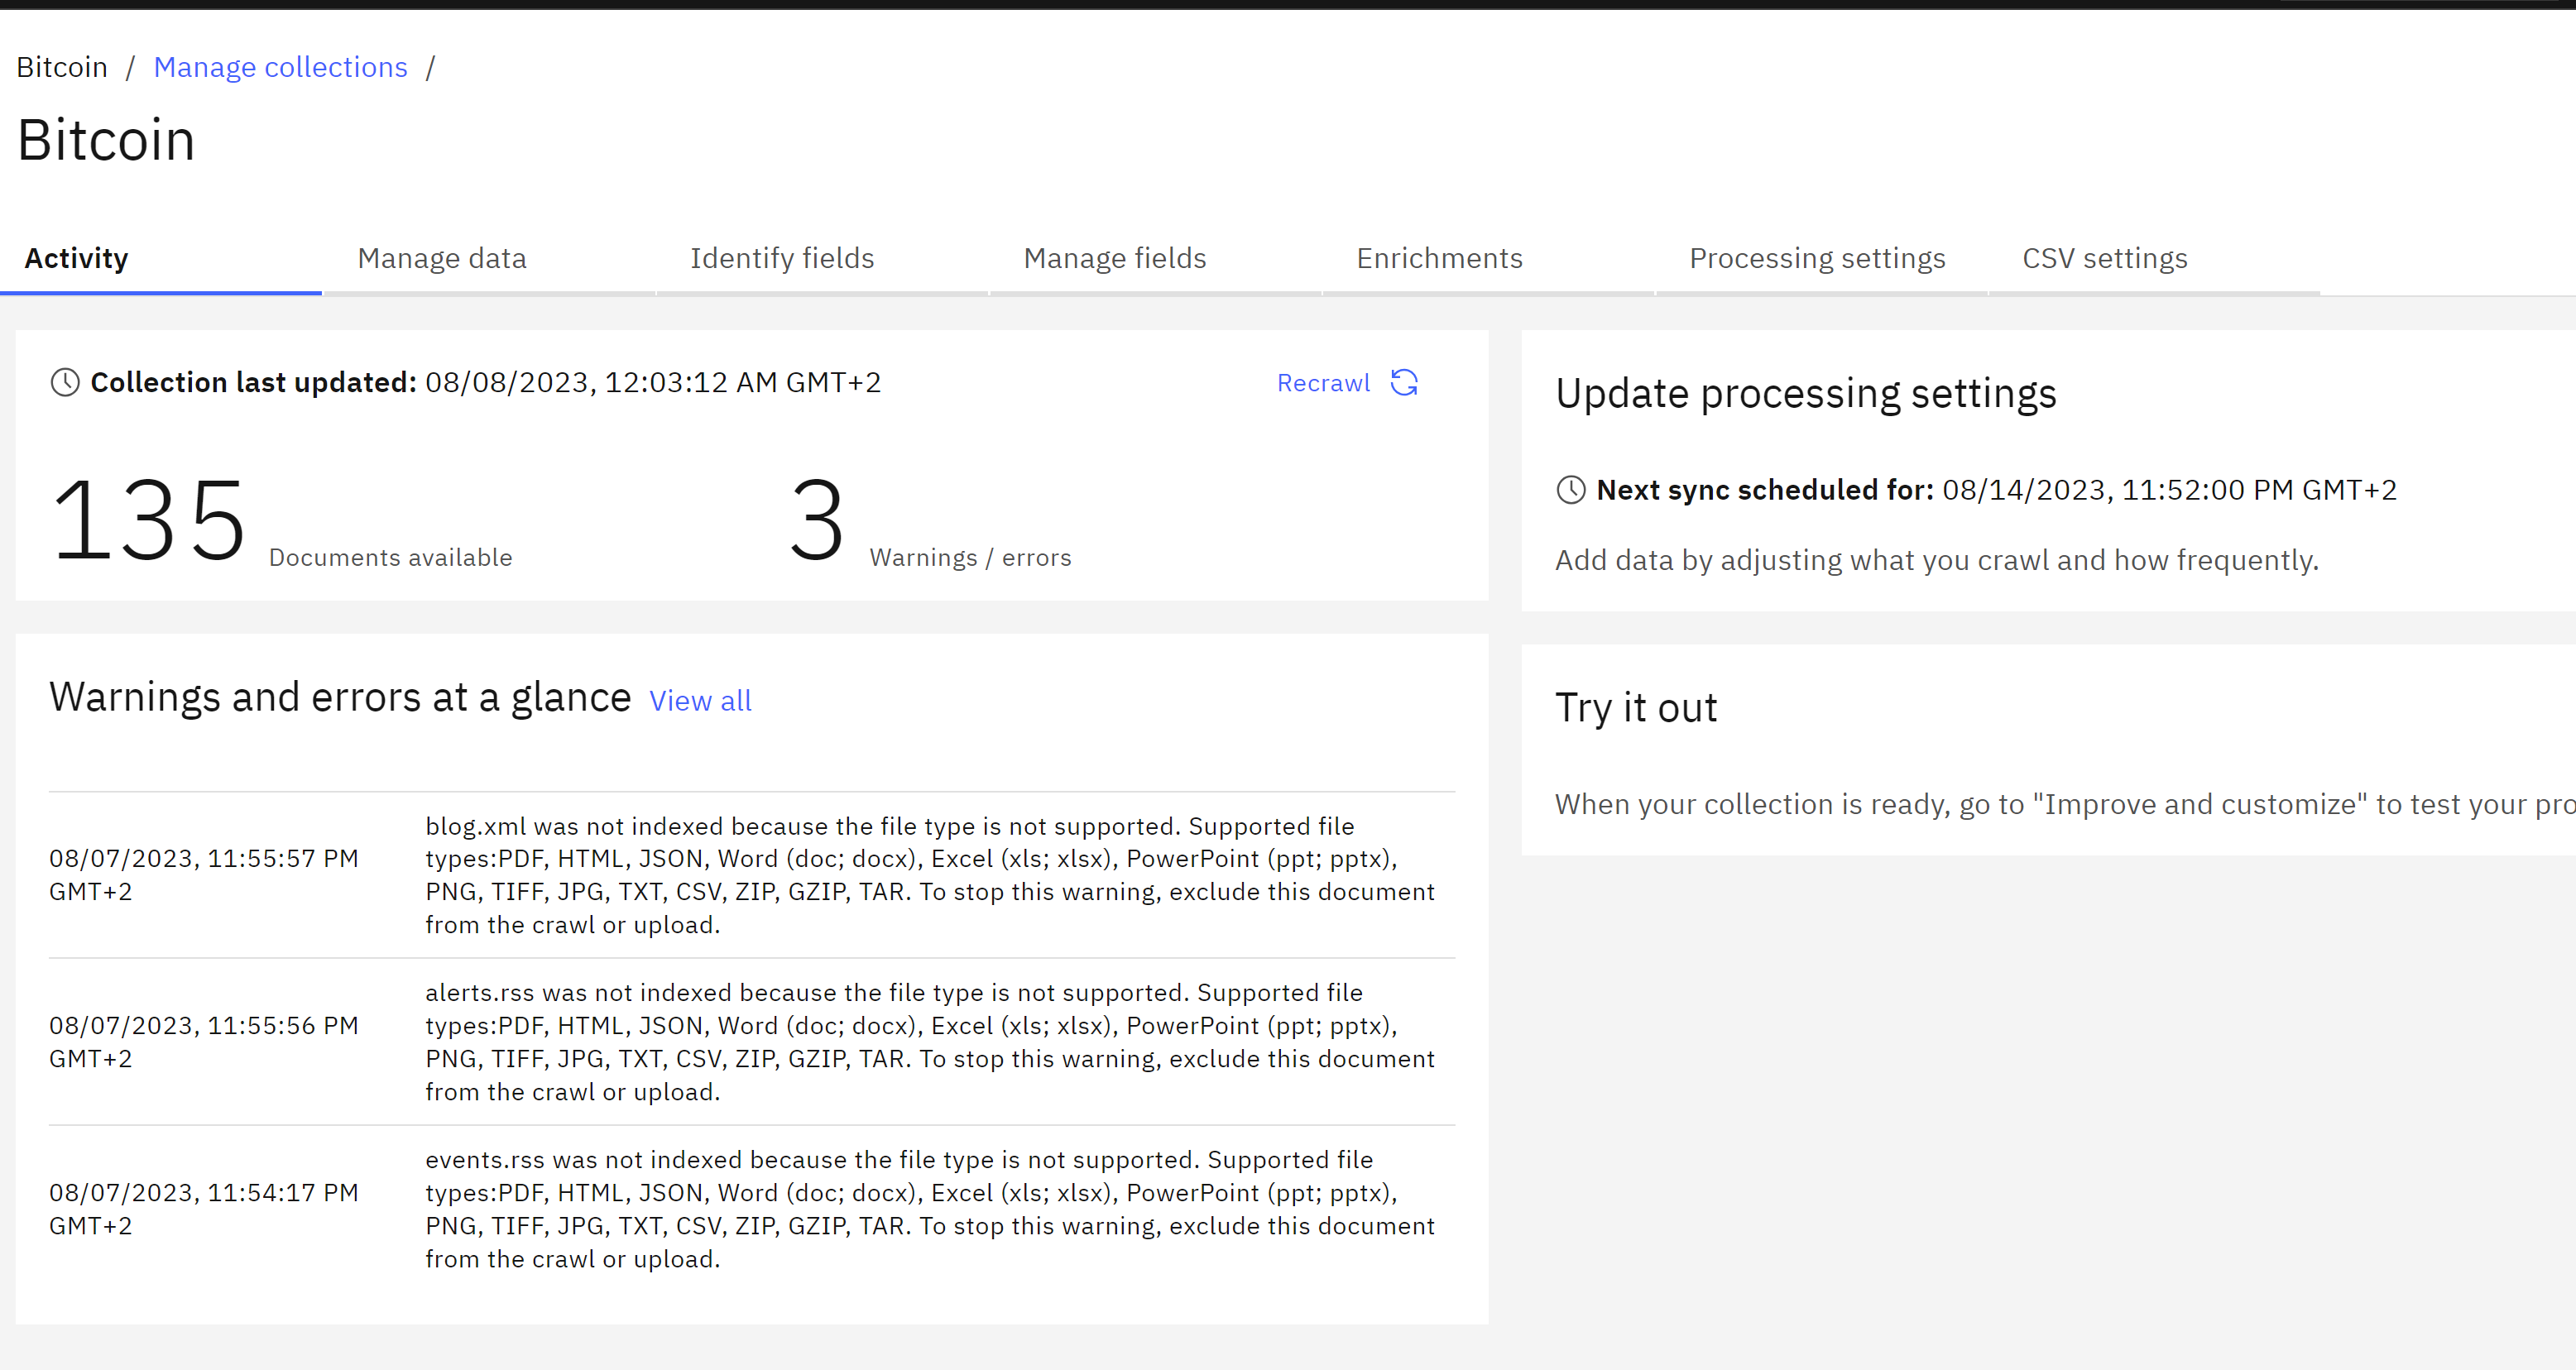 Bitcoin / Manage collections /
Bitcoin
Activity Manage data Identify fields Manage fields Enrichments Processing settings CSV settings
Collection last updated: 08/08/2023, 12:03:12 AM GMT+2
Recrawl
135 Documents available
3 Warnings / errors
Warnings and errors at a glance View all
08/07/2023, 11:55:57 PM
GMT+2
blog.xml was not indexed because the file type is not supported. Supported file
types:PDF, HTML, JSON, Word (doc; docx), Excel (xls; xlsx), PowerPoint (ppt; pptx),
PNG, TIFF, JPG, TXT, CSV, ZIP, GZIP, TAR. To stop this warning, exclude this document
from the crawl or upload.
08/07/2023, 11:55:56 PM
GMT+2
alerts.rss was not indexed because the file type is not supported. Supported file
types:PDF, HTML, JSON, Word (doc; docx), Excel (xls; xlsx), PowerPoint (ppt; pptx),
PNG, TIFF, JPG, TXT, CSV, ZIP, GZIP, TAR. To stop this warning, exclude this document
from the crawl or upload.
08/07/2023, 11:54:17 PM
GMT+2
events.rss was not indexed because the file type is not supported. Supported file
types:PDF, HTML, JSON, Word (doc; docx), Excel (xls; xlsx), PowerPoint (ppt; pptx),
PNG, TIFF, JPG, TXT, CSV, ZIP, GZIP, TAR. To stop this warning, exclude this document
from the crawl or upload.
Update processing settings
Next sync scheduled for: 08/14/2023, 11:52:00 PM GMT+2
Add data by adjusting what you crawl and how frequently.
Try it out
When your collection is ready, go to "Improve and customize" to test your